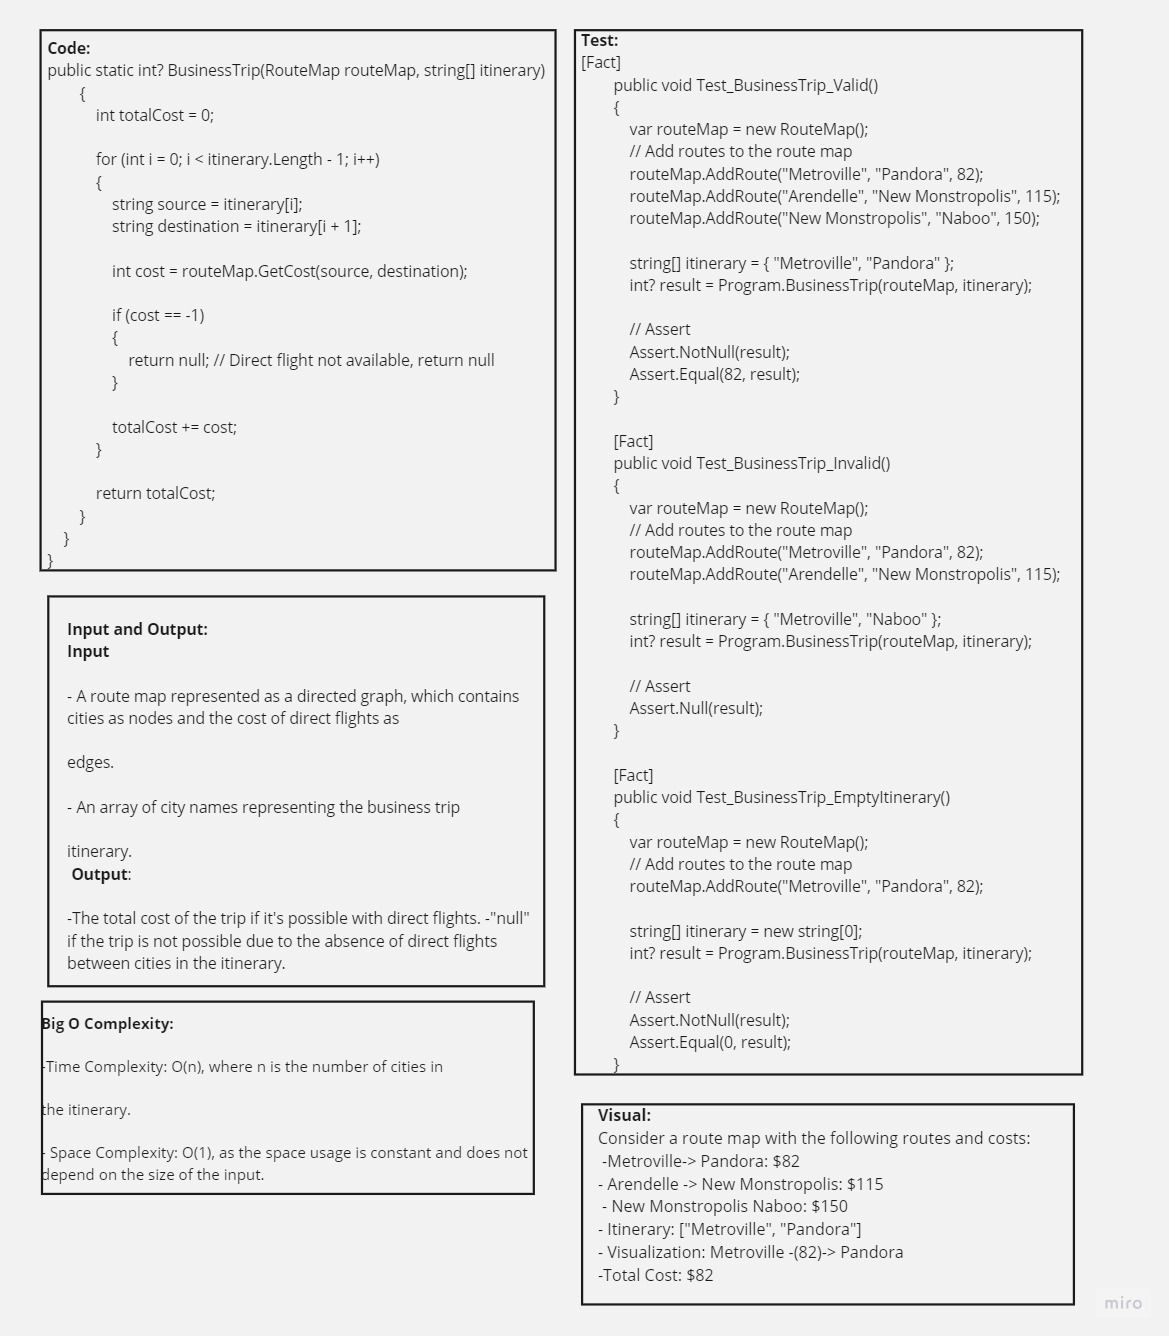 Code:
public static int? BusinessTrip(RouteMap routeMap, string[] itinerary)
{
int totalCost = 0;
for (int i = 0; i < itinerary.Length - 1; i++)
{
string source = itinerary[i];
string destination = itinerary[i + 1];
int cost = routeMap.GetCost(source, destination);
if (cost == -1)
{
return null; // Direct flight not available, return null
}
totalCost += cost;
}
return totalCost;
}
}
}
Input and Output:
Input
- A route map represented as a directed graph, which contains
cities as nodes and the cost of direct flights as
edges.
- An array of city names representing the business trip
itinerary.
Output:
-The total cost of the trip if it's possible with direct flights. -"null"
if the trip is not possible due to the absence of direct flights
between cities in the itinerary.
Big O Complexity:
-Time Complexity: O(n), where n is the number of cities in
the itinerary.
- Space Complexity: O(1), as the space usage is constant and does not
depend on the size of the input.
Test:
[Fact]
public void Test_BusinessTrip_Valid()
{
var routeMap = new RouteMap();
// Add routes to the route map
routeMap.AddRoute("Metroville", "Pandora", 82);
routeMap.AddRoute("Arendelle", "New Monstropolis", 115);
routeMap.AddRoute("New Monstropolis", "Naboo", 150);
string[] itinerary = { "Metroville", "Pandora" };
int? result = Program.BusinessTrip(routeMap, itinerary);
// Assert
Assert.NotNull(result);
Assert.Equal(82, result);
}
[Fact]
public void Test_BusinessTrip_Invalid()
{
var routeMap = new RouteMap();
// Add routes to the route map
routeMap.AddRoute("Metroville", "Pandora", 82);
routeMap.AddRoute("Arendelle", "New Monstropolis", 115);
string[] itinerary = { "Metroville", "Naboo" };
int? result = Program.BusinessTrip(routeMap, itinerary);
// Assert
Assert.Null(result);
}
[Fact]
public void Test_BusinessTrip_EmptyItinerary()
{
var routeMap = new RouteMap();
// Add routes to the route map
routeMap.AddRoute("Metroville", "Pandora", 82);
string[] itinerary = new string[0];
int? result = Program.BusinessTrip(routeMap, itinerary);
// Assert
Assert.NotNull(result);
Assert.Equal(0, result);
}
Visual:
Consider a route map with the following routes and costs:
-Metroville-> Pandora: $82
- Arendelle -> New Monstropolis: $115
- New Monstropolis Naboo: $150
- Itinerary: ["Metroville", "Pandora"]
- Visualization: Metroville -(82)-> Pandora
-Total Cost: $82
miro